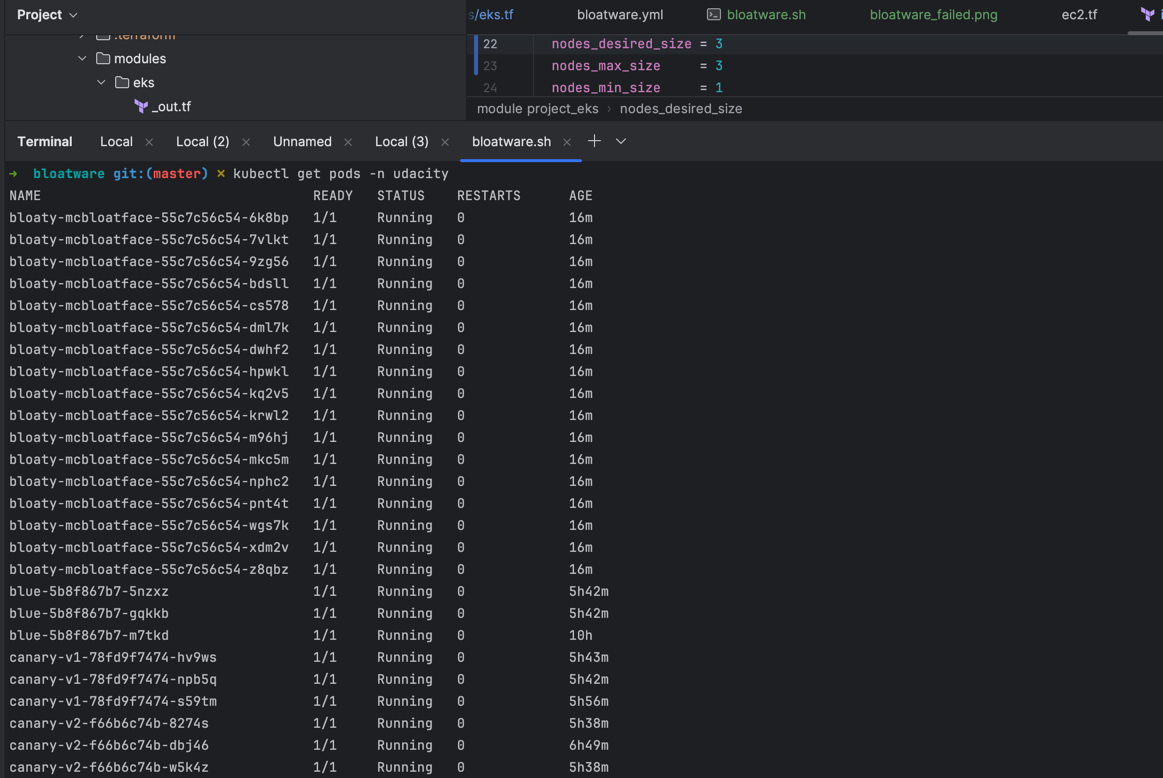 Project
s/eks.tf bloatware.yml bloatware.sh bloatware_failed.png ec2.tf
.terraform
modules
eks
_out.tf
22 nodes_desired_size = 3
23 nodes_max_size = 3
24 nodes_min_size = 1
module project_eks › nodes_desired_size
Terminal Local × Local (2) × Unnamed × Local (3) × bloatware.sh × +
→ bloatware git:(master) × kubectl get pods -n udacity
NAME READY STATUS RESTARTS AGE
bloaty-mcbloatface-55c7c56c54-6k8bp 1/1 Running 0 16m
bloaty-mcbloatface-55c7c56c54-7vlkt 1/1 Running 0 16m
bloaty-mcbloatface-55c7c56c54-9zg56 1/1 Running 0 16m
bloaty-mcbloatface-55c7c56c54-bdsll 1/1 Running 0 16m
bloaty-mcbloatface-55c7c56c54-cs578 1/1 Running 0 16m
bloaty-mcbloatface-55c7c56c54-dml7k 1/1 Running 0 16m
bloaty-mcbloatface-55c7c56c54-dwhf2 1/1 Running 0 16m
bloaty-mcbloatface-55c7c56c54-hpwkl 1/1 Running 0 16m
bloaty-mcbloatface-55c7c56c54-kq2v5 1/1 Running 0 16m
bloaty-mcbloatface-55c7c56c54-krwl2 1/1 Running 0 16m
bloaty-mcbloatface-55c7c56c54-m96hj 1/1 Running 0 16m
bloaty-mcbloatface-55c7c56c54-mkc5m 1/1 Running 0 16m
bloaty-mcbloatface-55c7c56c54-nphc2 1/1 Running 0 16m
bloaty-mcbloatface-55c7c56c54-pnt4t 1/1 Running 0 16m
bloaty-mcbloatface-55c7c56c54-wgs7k 1/1 Running 0 16m
bloaty-mcbloatface-55c7c56c54-xdm2v 1/1 Running 0 16m
bloaty-mcbloatface-55c7c56c54-z8qbz 1/1 Running 0 16m
blue-5b8f867b7-5nzxz 1/1 Running 0 5h42m
blue-5b8f867b7-gqkkb 1/1 Running 0 5h42m
blue-5b8f867b7-m7tkd 1/1 Running 0 10h
canary-v1-78fd9f7474-hv9ws 1/1 Running 0 5h43m
canary-v1-78fd9f7474-npb5q 1/1 Running 0 5h42m
canary-v1-78fd9f7474-s59tm 1/1 Running 0 5h56m
canary-v2-f66b6c74b-8274s 1/1 Running 0 5h38m
canary-v2-f66b6c74b-dbj46 1/1 Running 0 6h49m
canary-v2-f66b6c74b-w5k4z 1/1 Running 0 5h38m